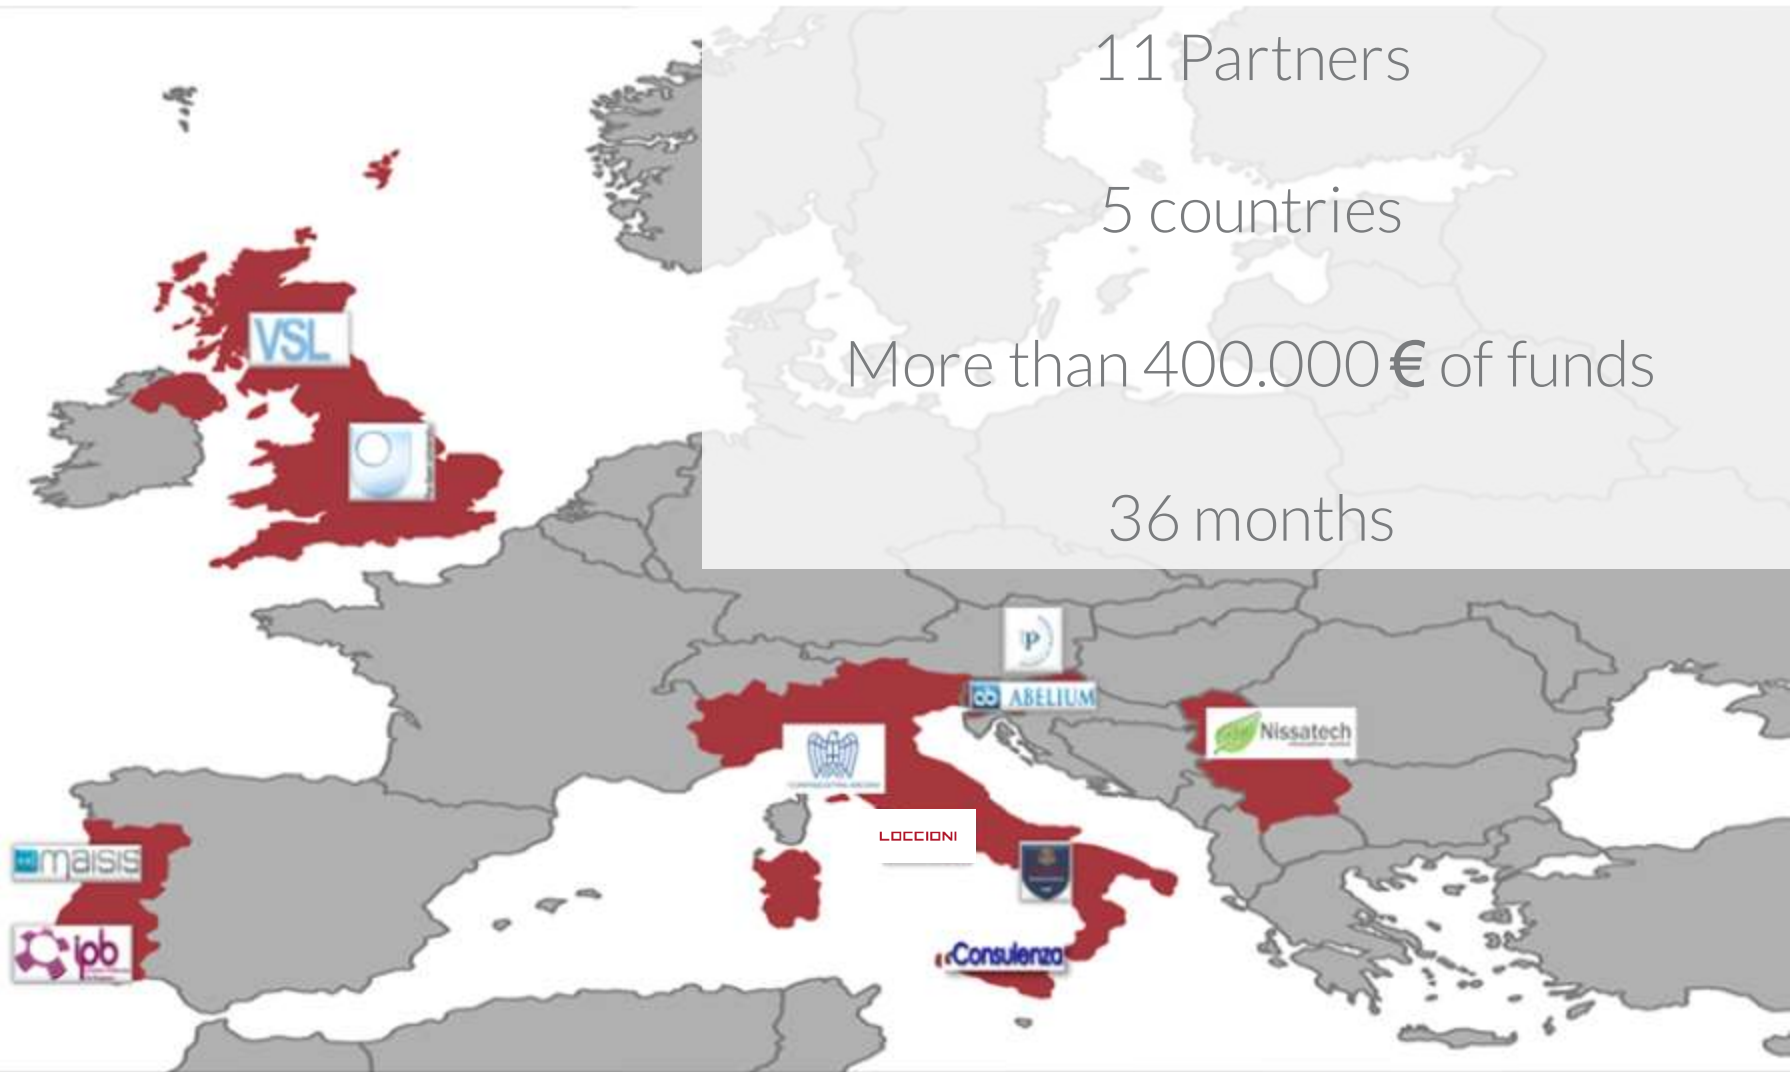 11 Partners
5 countries
More than 400.000 € of funds
36 months
VSL
P
ABELIUM
Nissatech
maisis
LOCCIONI
ipb
Consulenza